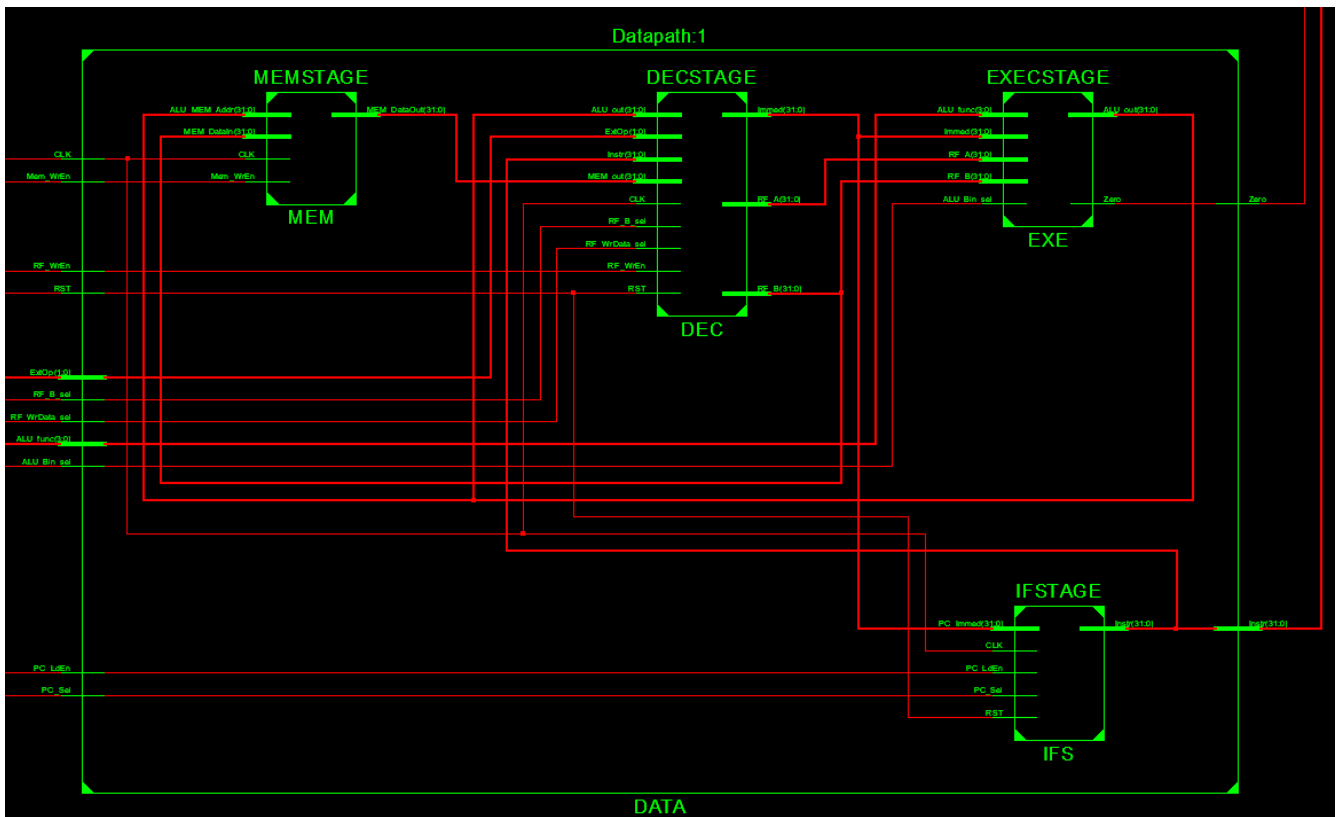 Datapath:1
MEMSTAGE
ALU_MEM_Addr(31:0)
MEM_DataIn(31:0)
CLK
Mem_WrEn
MEM_DataOut(31:0)
MEM
DECSTAGE
ALU_out(31:0)
ExtOp(1:0)
Instr(31:0)
MEM_out(31:0)
CLK
RF_B_sel
RF_WrData_sel
RF_WrEn
RST
Immed(31:0)
RF_A(31:0)
RF_B(31:0)
DEC
EXECSTAGE
ALU_func(3:0)
Immed(31:0)
RF_A(31:0)
RF_B(31:0)
ALU_Bin_sel
ALU_out(31:0)
Zero
EXE
Zero
CLK
Mem_WrEn
RF_WrEn
RST
ExtOp(1:0)
RF_B_sel
RF_WrData_sel
ALU_func(3:0)
ALU_Bin_sel
PC_LdEn
PC_Sel
IFSTAGE
PC_Immed(31:0)
CLK
PC_LdEn
PC_Sel
RST
Instr(31:0)
IFS
Instr(31:0)
DATA